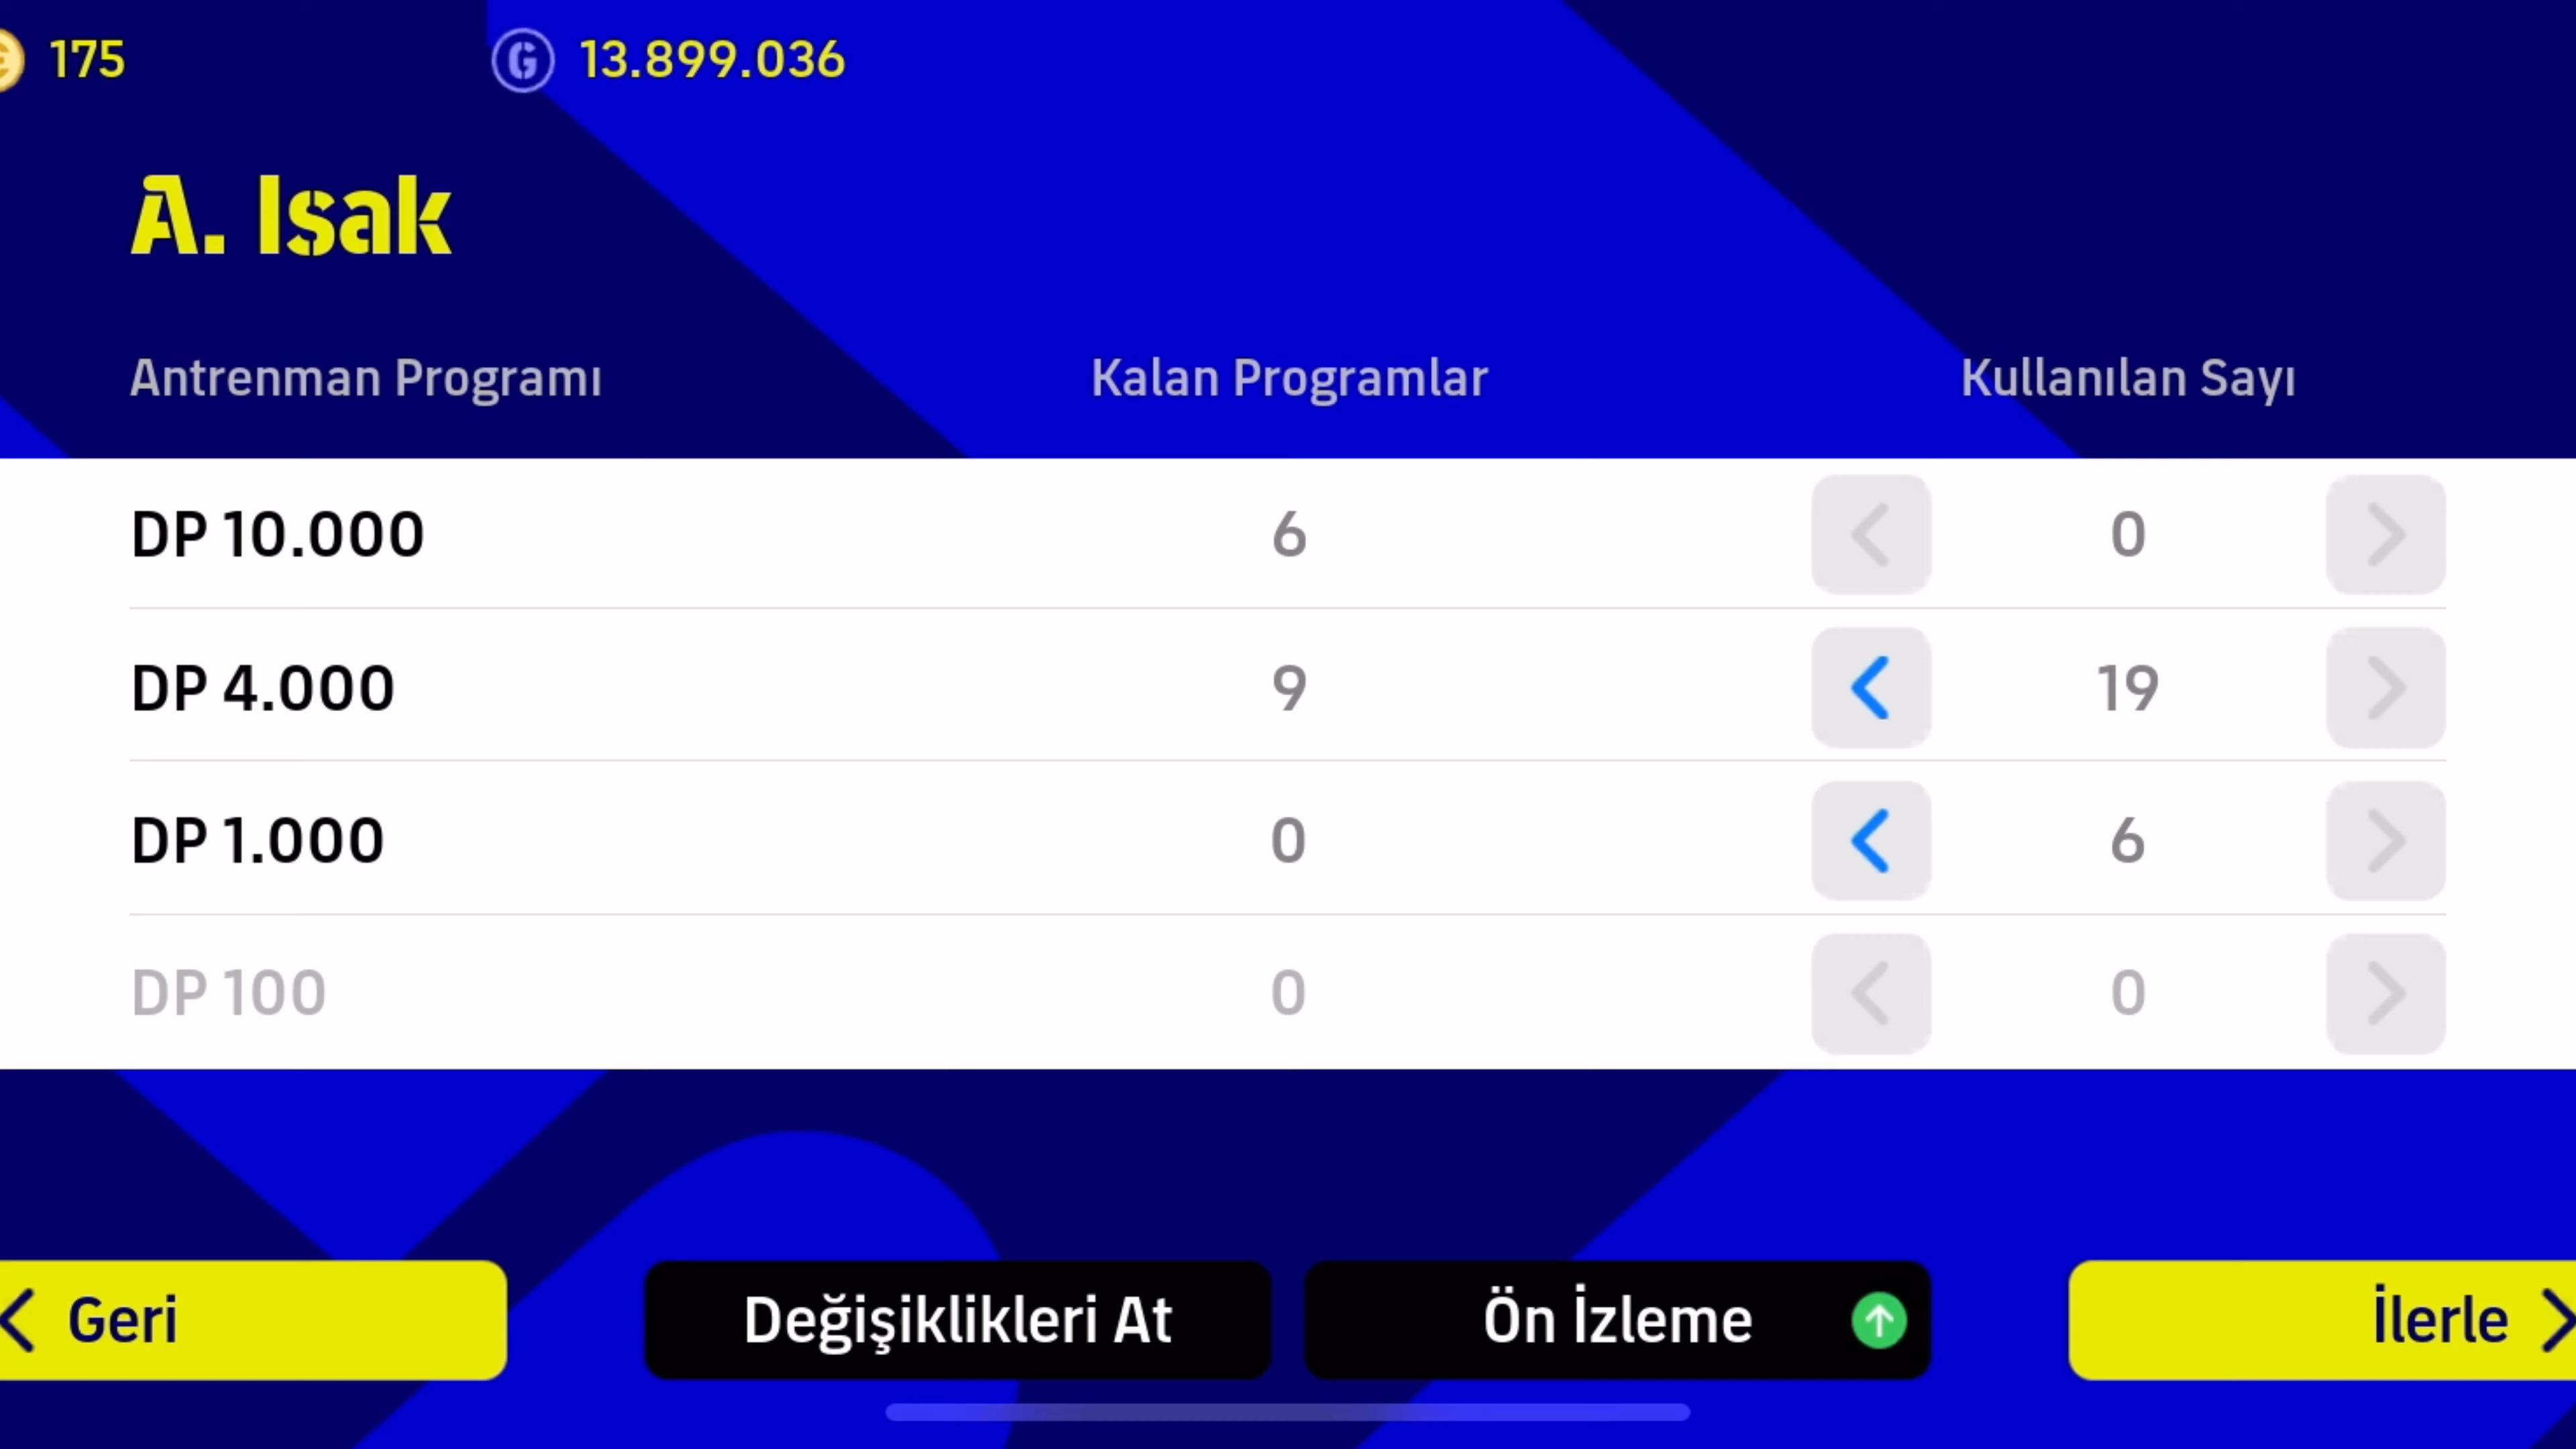 175 13.899.036
A. Isak
Antrenman Programı Kalan Programlar Kullanılan Sayı
DP 10.000 6 0
DP 4.000 9 19
DP 1.000 0 6
DP 100 0 0
Geri Değişiklikleri At Ön İzleme İlerle